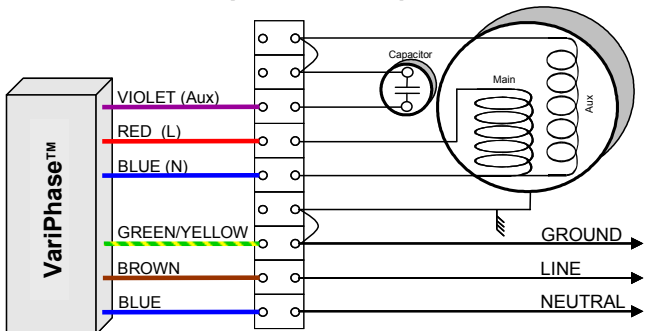 Capacitor
Main
Aux
VariPhase™
VIOLET (Aux)
RED (L)
BLUE (N)
GREEN/YELLOW
BROWN
BLUE
GROUND
LINE
NEUTRAL